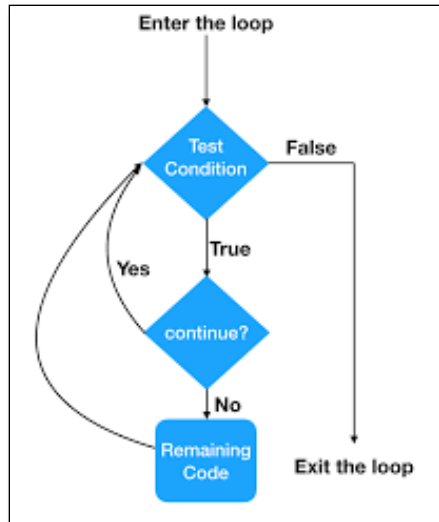 Enter the loop
Test
Condition
False
True
Yes
continue?
No
Remaining
Code
Exit the loop